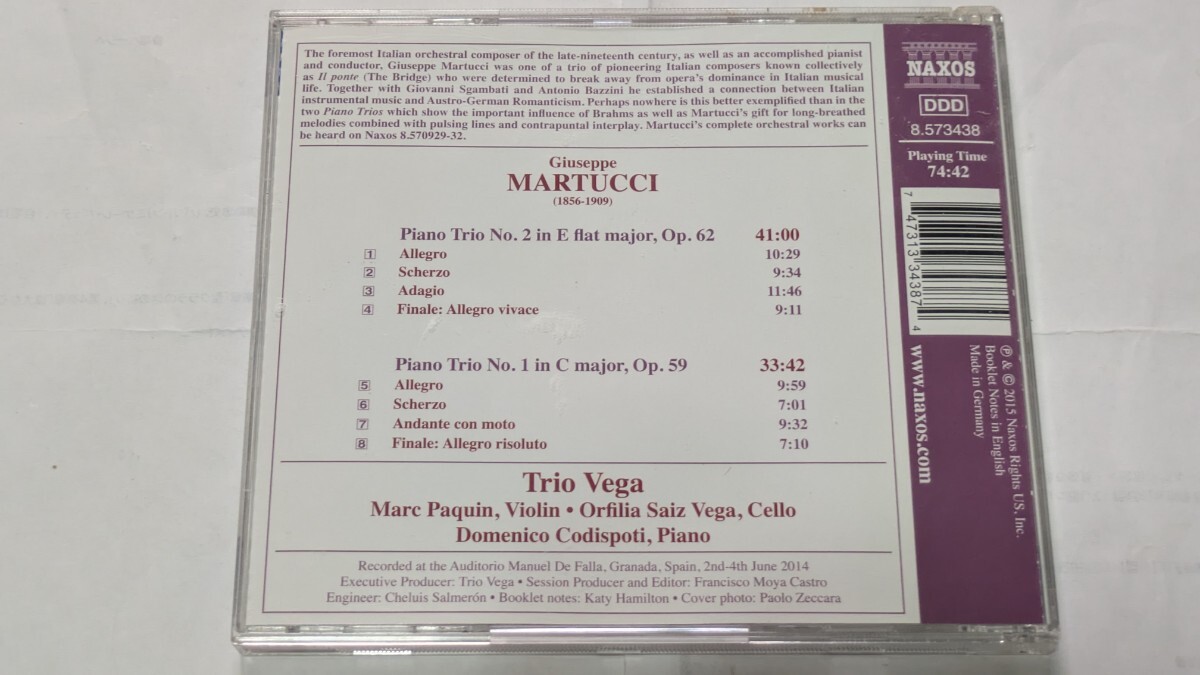 The foremost Italian orchestral composer of the late-nineteenth century, as well as an accomplished pianist
and conductor, Giuseppe Martucci was one of a trio of pioneering Italian composers known collectively
as Il ponte (The Bridge) who were determined to break away from opera's dominance in Italian musical
life. Together with Giovanni Sgambati and Antonio Bazzini he established a connection between Italian
instrumental music and Austro-German Romanticism. Perhaps nowhere is this better exemplified than in the
two Piano Trios which show the important influence of Brahms as well as Martucci's gift for long-breathed
melodies combined with pulsing lines and contrapuntal interplay. Martucci's complete orchestral works can
be heard on Naxos 8.570929-32.
Giuseppe
MARTUCCI
(1856-1909)
Piano Trio No. 2 in E flat major, Op. 62 41:00
1 Allegro 10:29
2 Scherzo 9:34
3 Adagio 11:46
4 Finale: Allegro vivace 9:11
Piano Trio No. 1 in C major, Op. 59 33:42
5 Allegro 9:59
6 Scherzo 7:01
7 Andante con moto 9:32
8 Finale: Allegro risoluto 7:10
Trio Vega
Marc Paquin, Violin • Orfilia Saiz Vega, Cello
Domenico Codispoti, Piano
Recorded at the Auditorio Manuel De Falla, Granada, Spain, 2nd-4th June 2014
Executive Producer: Trio Vega • Session Producer and Editor: Francisco Moya Castro
Engineer: Cheluis Salmerón • Booklet notes: Katy Hamilton • Cover photo: Paolo Zeccara
NAXOS
DDD
8.573438
Playing Time
74:42
7 47313 34387 4
℗ & © 2015 Naxos Rights US, Inc.
Booklet Notes in English
Made in Germany
www.naxos.com